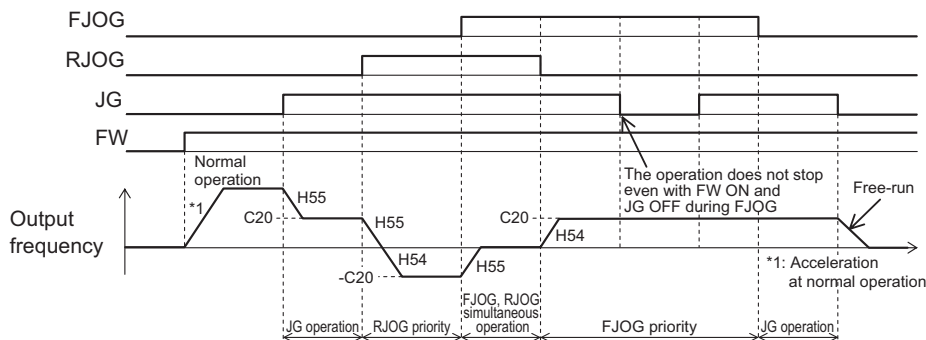 FJOG
RJOG
JG
FW
Normal
operation
*1
H55
C20
H55
H54
-C20
H55
C20
H54
The operation does not stop
even with FW ON and
JG OFF during FJOG
Free-run
Output
frequency
*1: Acceleration
at normal operation
JG operation
RJOG priority
FJOG, RJOG
simultaneous
operation
FJOG priority
JG operation